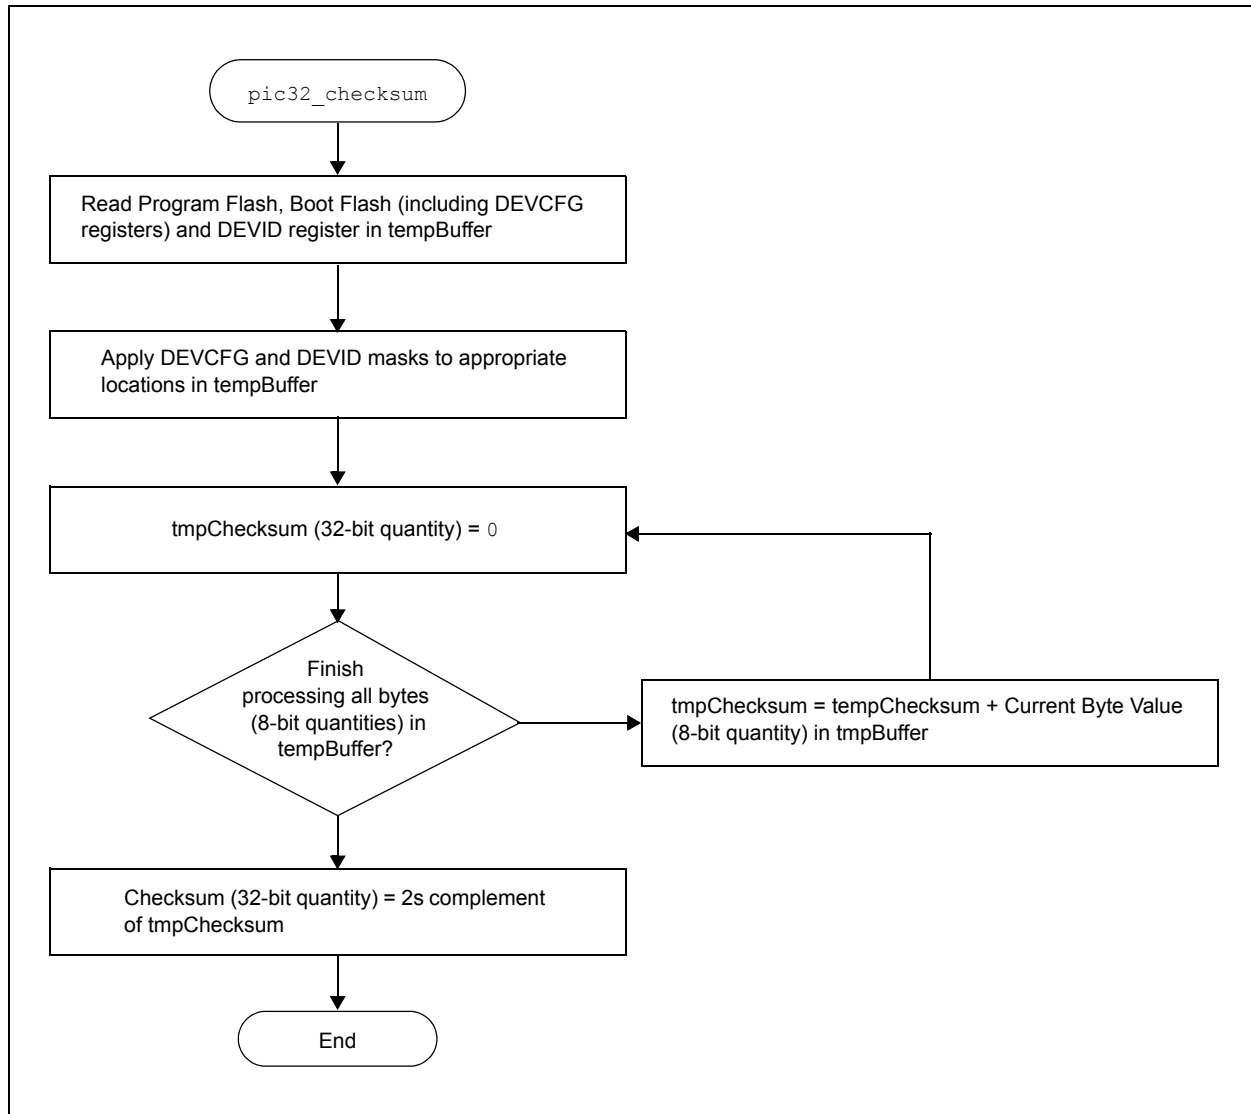 pic32_checksum
Read Program Flash, Boot Flash (including DEVCFG
registers) and DEVID register in tempBuffer
Apply DEVCFG and DEVID masks to appropriate
locations in tempBuffer
tmpChecksum (32-bit quantity) = 0
Finish
processing all bytes
(8-bit quantities) in
tempBuffer?
tmpChecksum = tempChecksum + Current Byte Value
(8-bit quantity) in tmpBuffer
Checksum (32-bit quantity) = 2s complement
of tmpChecksum
End